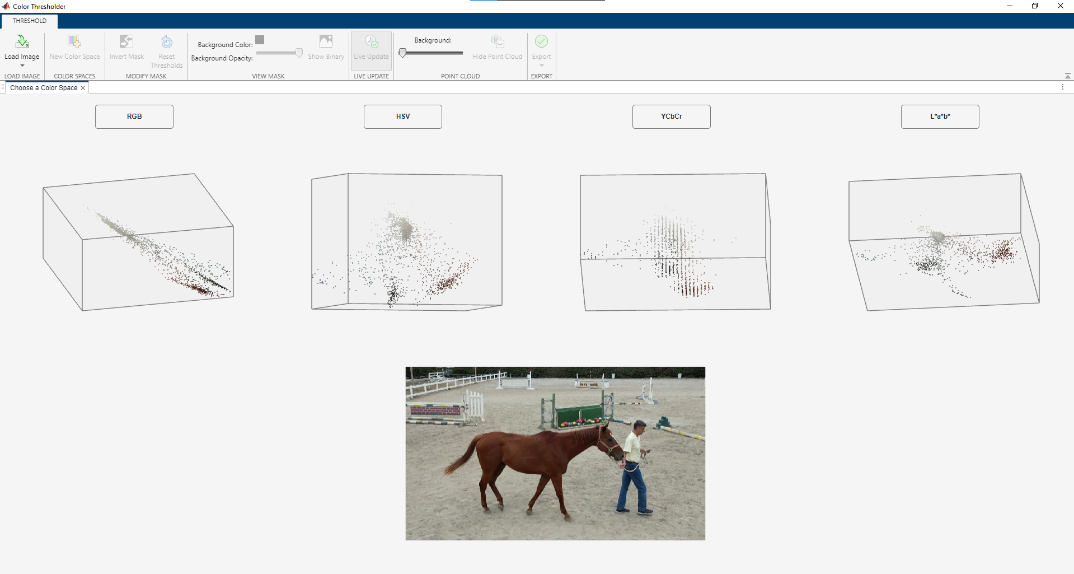 Color Thresholder
THRESHOLD
Load Image
New Color Space
Invert Mask
Reset
Thresholds
Background Color:
Background Opacity:
Show Binary
Live Update
Background:
Hide Point Cloud
Export
LOAD IMAGE
COLOR SPACES
MODIFY MASK
VIEW MASK
LIVE UPDATE
POINT CLOUD
EXPORT
Choose a Color Space
RGB
HSV
YCbCr
L*a*b*